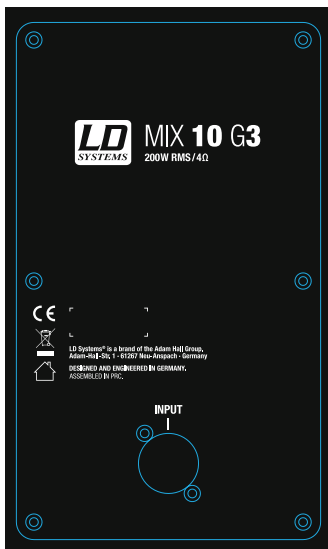 LD
SYSTEMS
MIX 10 G3
200W RMS/4Ω
CE
LD Systems® is a brand of the Adam Hall Group,
Adam-Hall-Str. 1 - 61267 Neu-Anspach - Germany
DESIGNED AND ENGINEERED IN GERMANY.
ASSEMBLED IN PRC.
INPUT